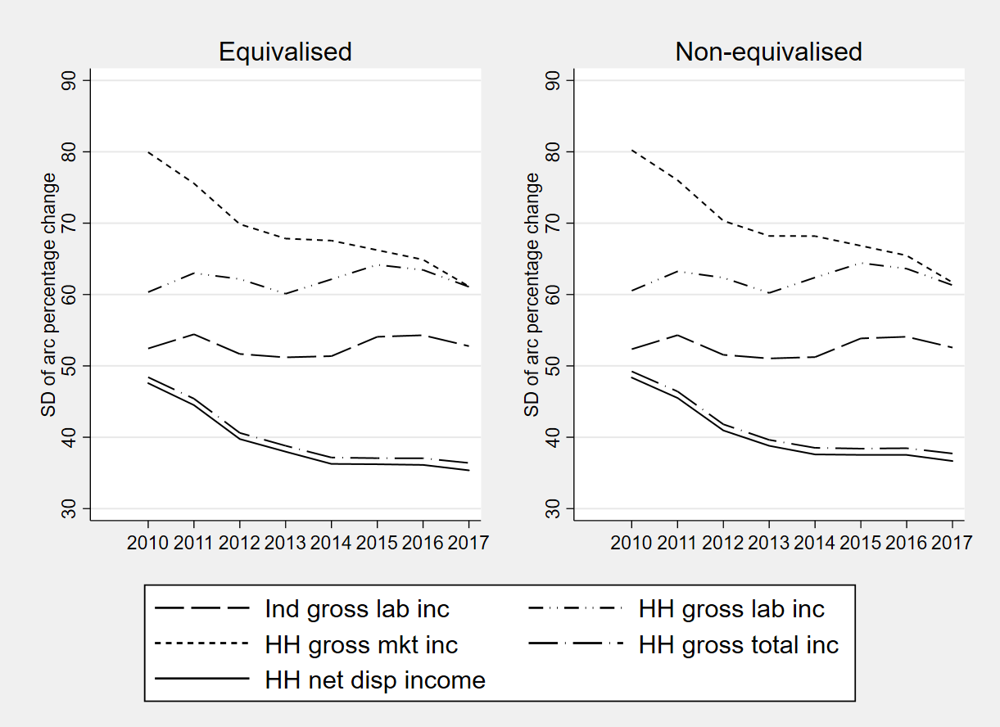 Equivalised
Non-equivalised
SD of arc percentage change
90
80
70
60
50
40
30
2010 2011 2012 2013 2014 2015 2016 2017
SD of arc percentage change
90
80
70
60
50
40
30
2010 2011 2012 2013 2014 2015 2016 2017
Ind gross lab inc
HH gross lab inc
HH gross mkt inc
HH gross total inc
HH net disp income